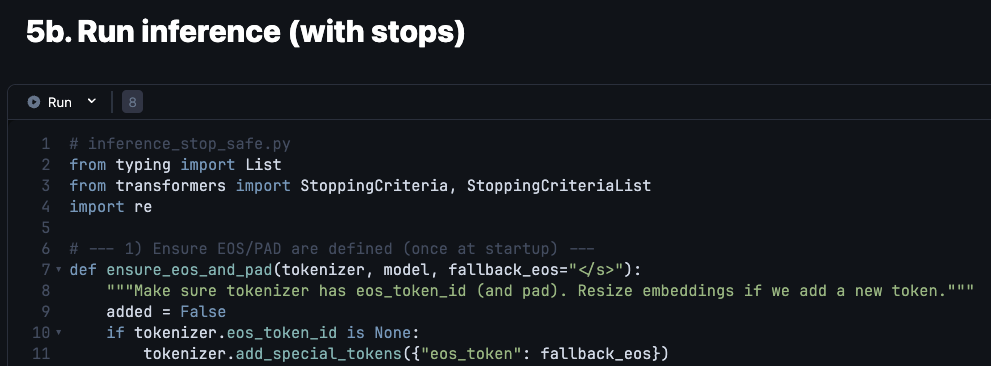 5b. Run inference (with stops)
Run 8
1 # inference_stop_safe.py
2 from typing import List
3 from transformers import StoppingCriteria, StoppingCriteriaList
4 import re
5
6 # --- 1) Ensure EOS/PAD are defined (once at startup) ---
7 def ensure_eos_and_pad(tokenizer, model, fallback_eos="</s>"):
8 """Make sure tokenizer has eos_token_id (and pad). Resize embeddings if we add a new token."""
9 added = False
10 if tokenizer.eos_token_id is None:
11 tokenizer.add_special_tokens({"eos_token": fallback_eos})